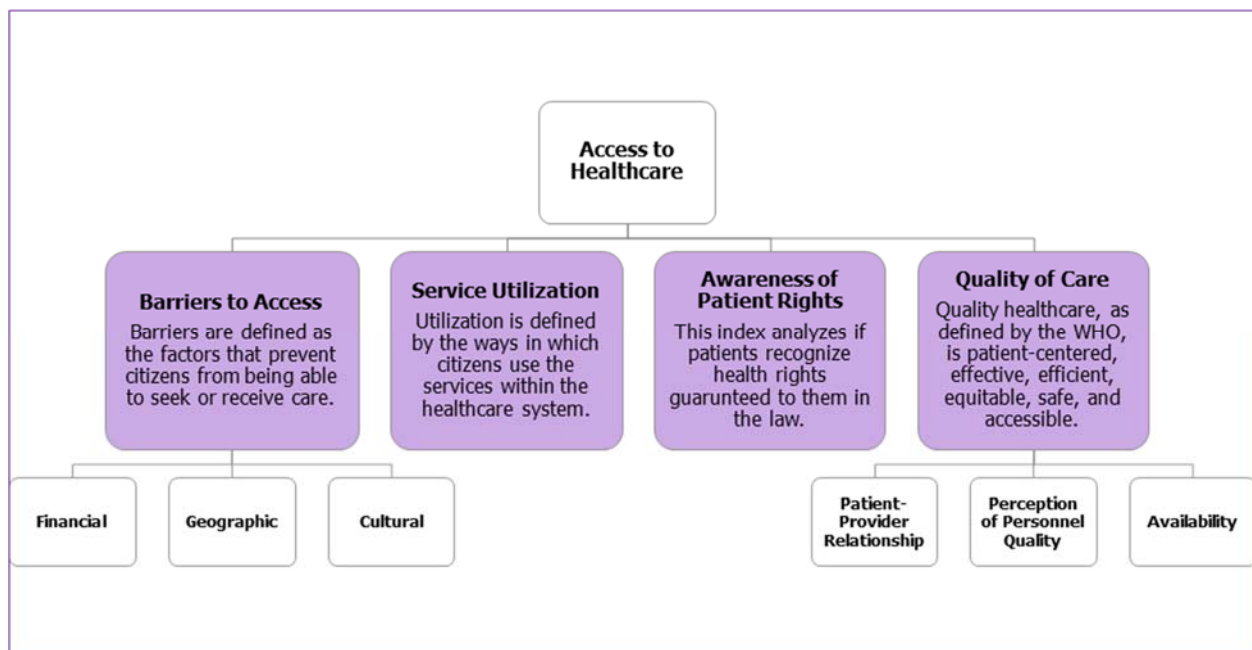 Access to
Healthcare
Barriers to Access
Barriers are defined as
the factors that prevent
citizens from being able
to seek or receive care.
Service Utilization
Utilization is defined
by the ways in which
citizens use the
services within the
healthcare system.
Awareness of
Patient Rights
This index analyzes if
patients recognize
health rights
guarunteed to them in
the law.
Quality of Care
Quality healthcare, as
defined by the WHO,
is patient-centered,
effective, efficient,
equitable, safe, and
accessible.
Financial
Geographic
Cultural
Patient-
Provider
Relationship
Perception
of Personnel
Quality
Availability